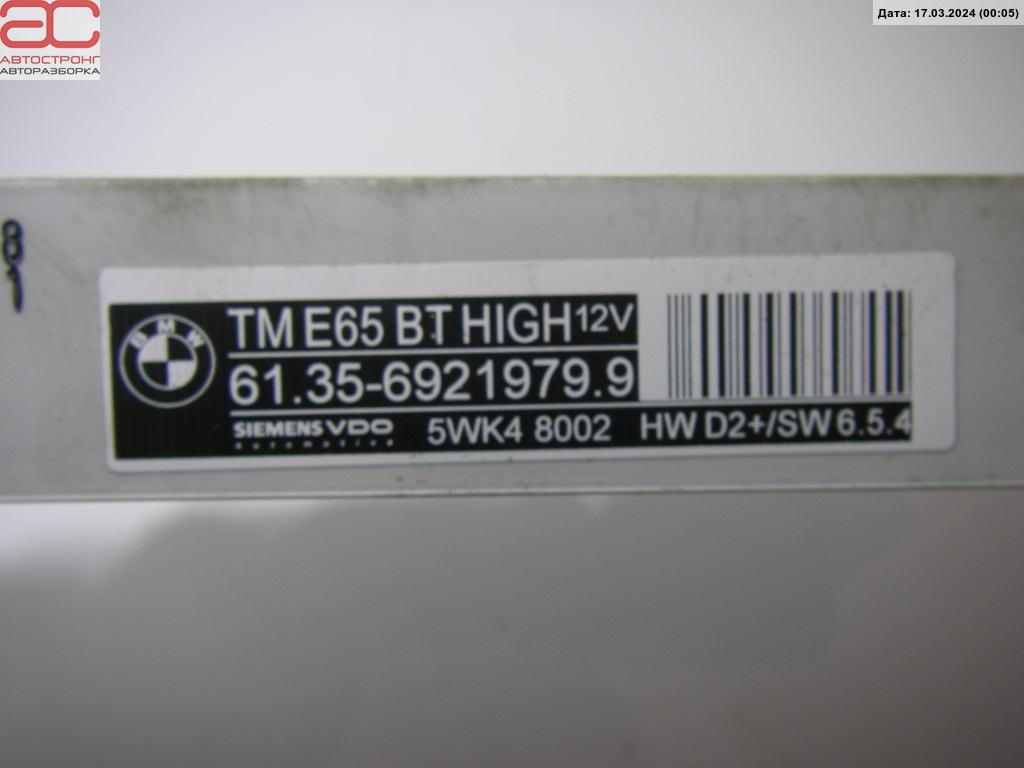 Дата: 17.03.2024 (00:05)
АС
АВТОСТРОНГ
АВТОРАЗБОРКА
BMW
TM E65 BT HIGH 12V
61.35-6921979.9
SIEMENS VDO
Automotive
5WK4 8002
HW D2+/SW 6.5.4